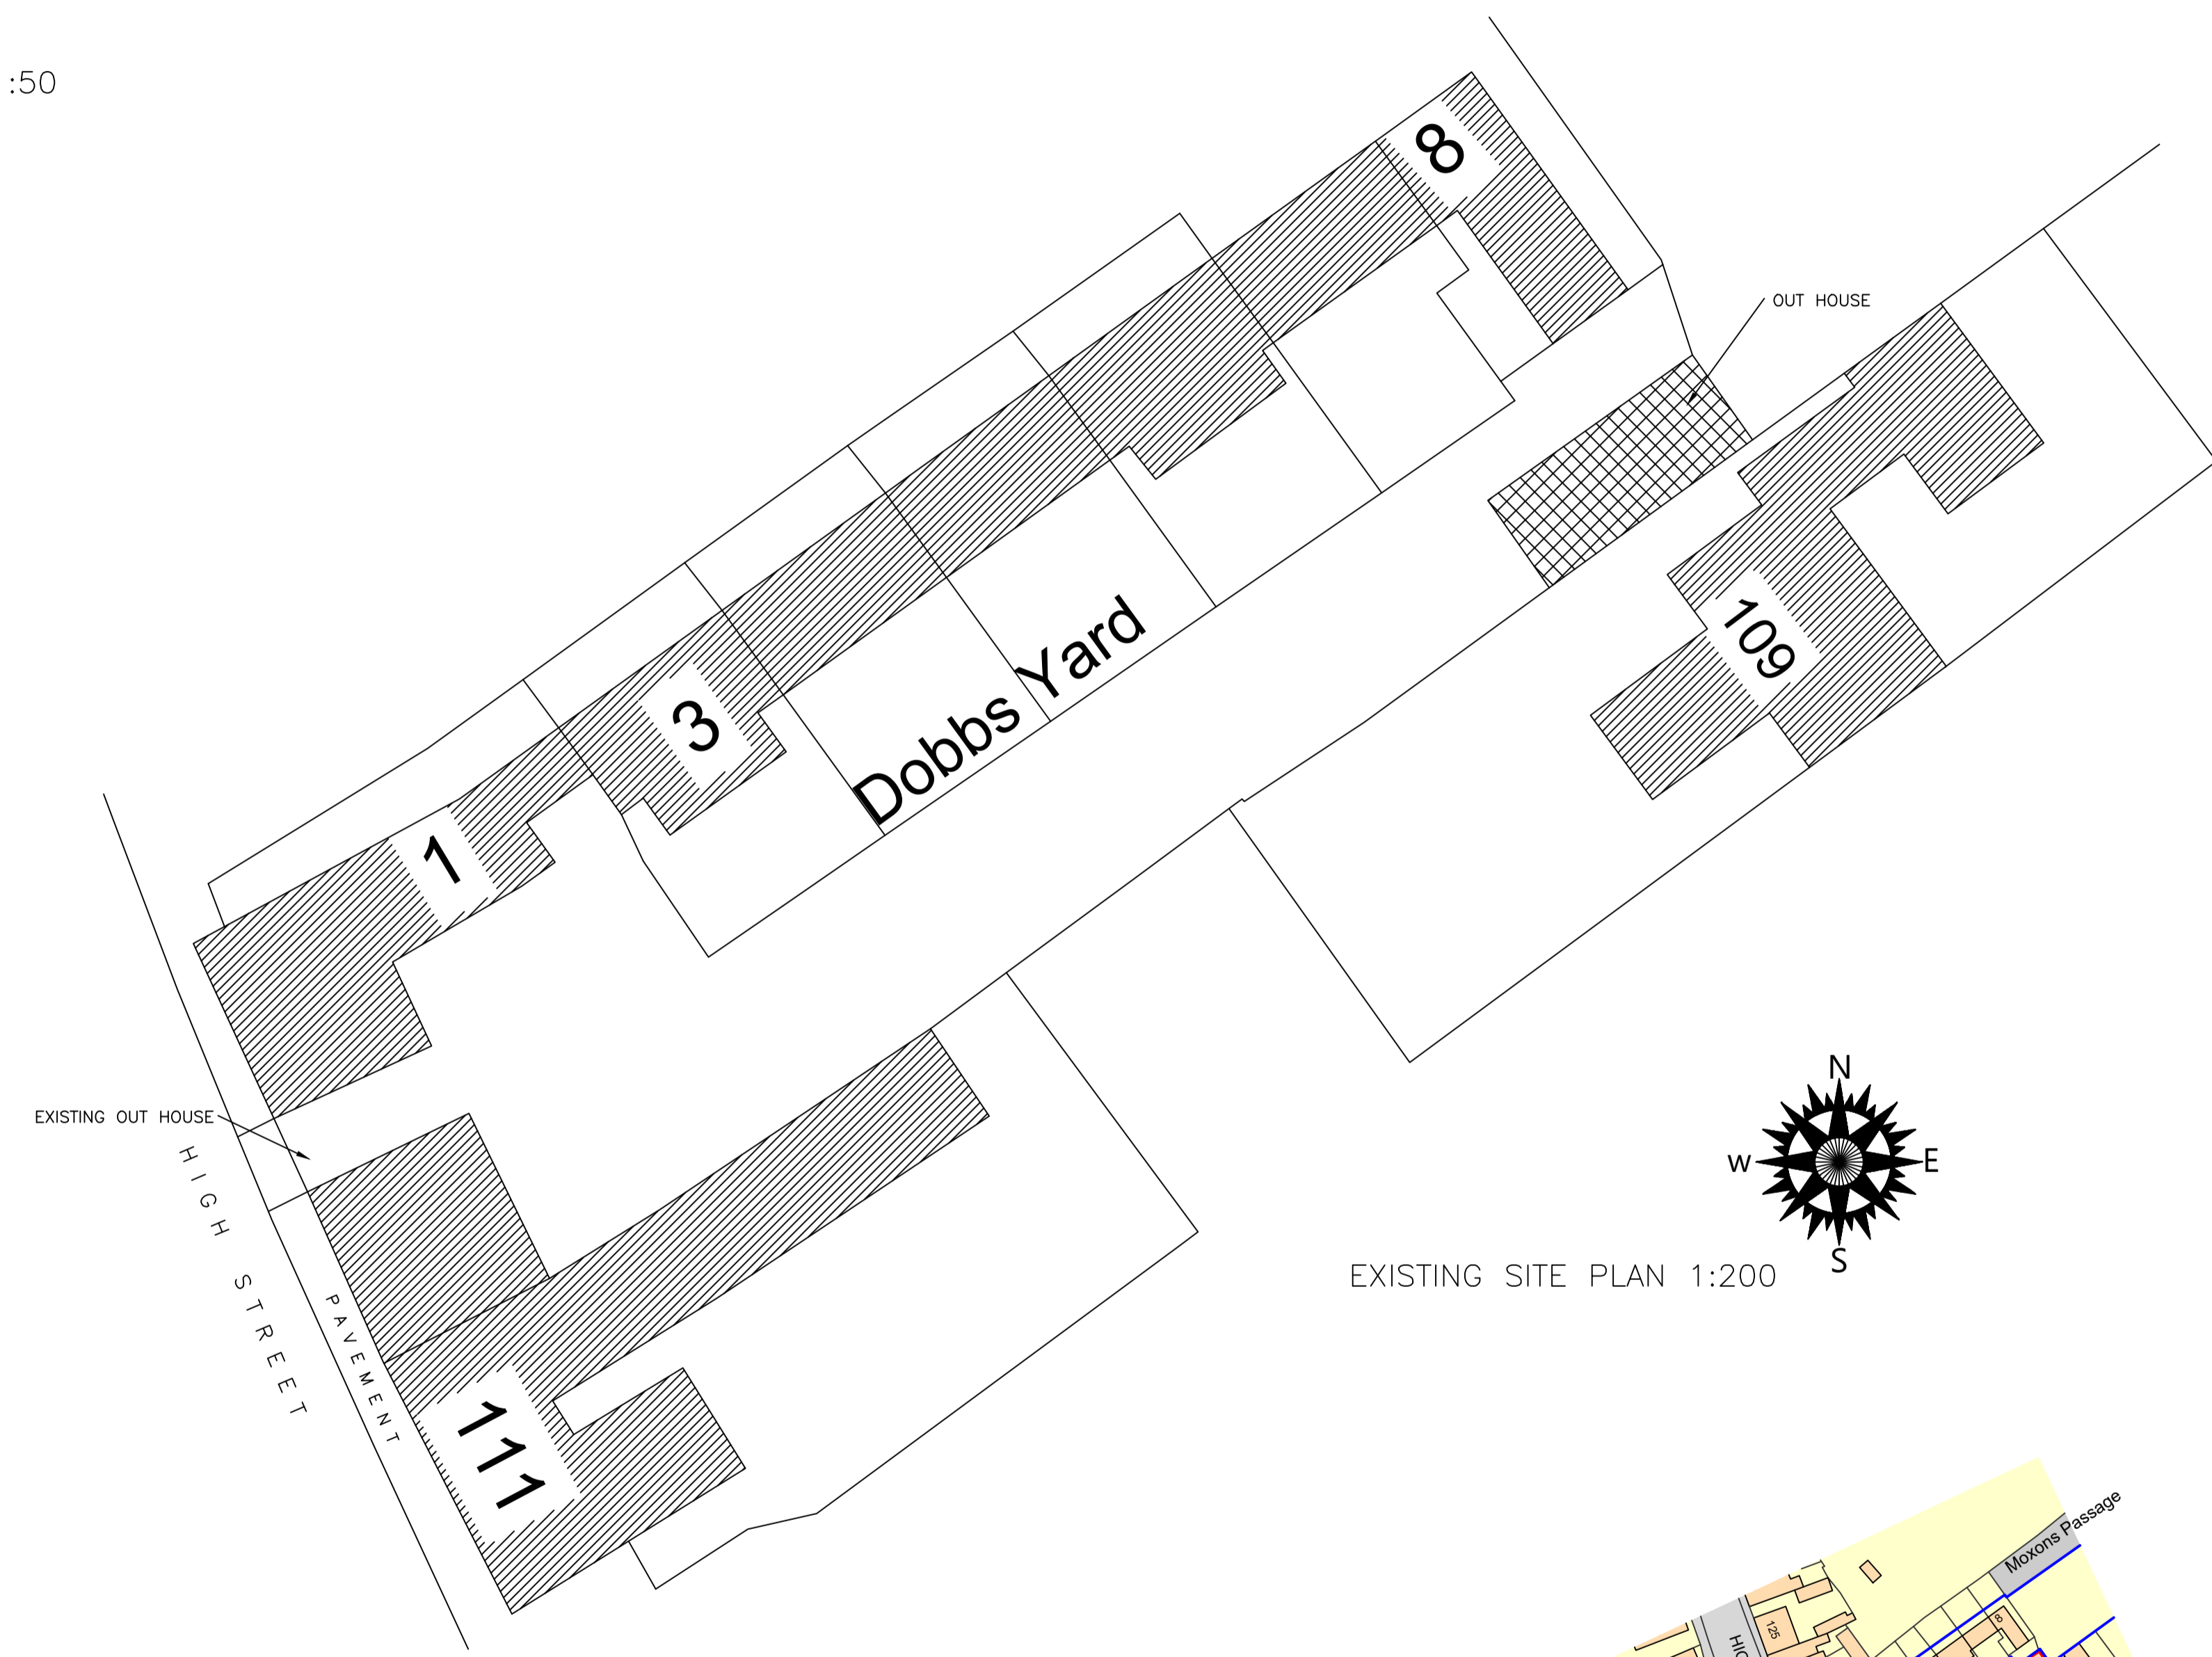 :50
8
OUT HOUSE
109
3
Dobbs Yard
1
EXISTING OUT HOUSE
HIGH STREET
PAVEMENT
111
N
W
E
S
EXISTING SITE PLAN 1:200
Moxons Passage
125
8